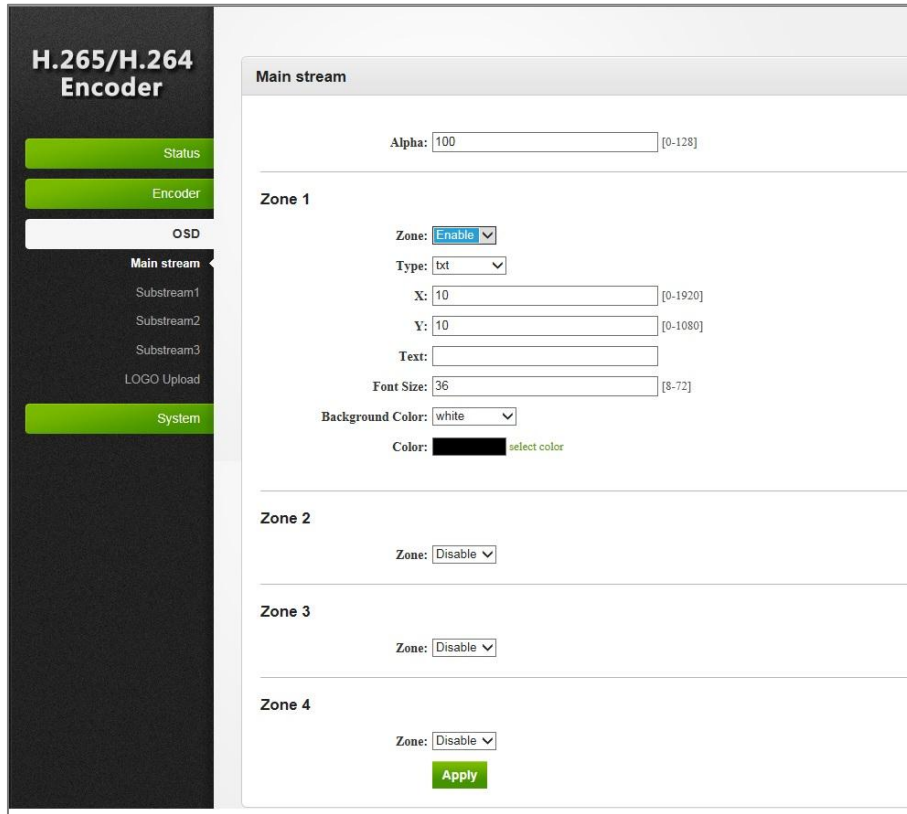 H.265/H.264
Encoder
Status
Encoder
OSD
Main stream
Substream1
Substream2
Substream3
LOGO Upload
System
Main stream
Alpha: 100 [0-128]
Zone 1
Zone: Enable
Type: txt
X: 10 [0-1920]
Y: 10 [0-1080]
Text:
Font Size: 36 [8-72]
Background Color: white
Color: select color
Zone 2
Zone: Disable
Zone 3
Zone: Disable
Zone 4
Zone: Disable
Apply